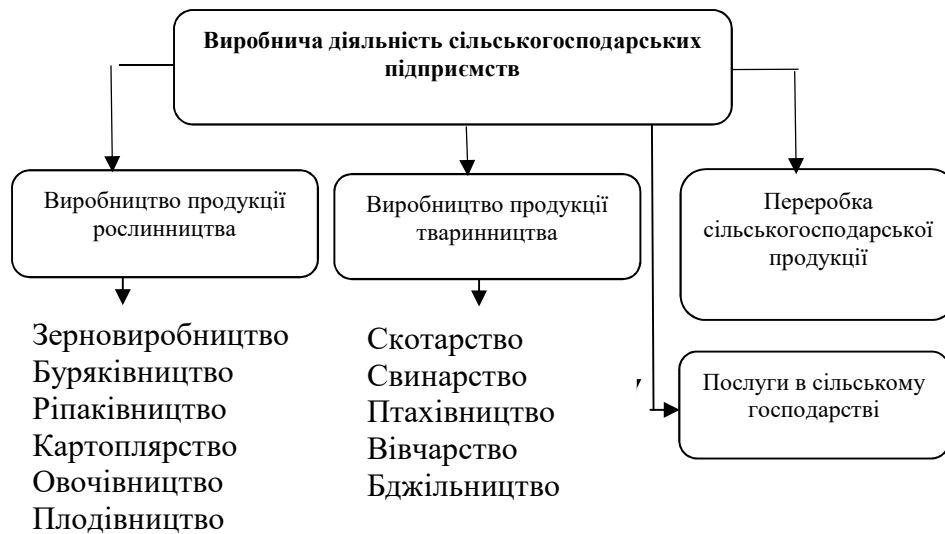 Виробнича діяльність сільськогосподарських
підприємств
Виробництво продукції
рослинництва
Виробництво продукції
тваринництва
Переробка
сільськогосподарської
продукції
Зерновиробництво
Буряківництво
Ріпаківництво
Картоплярство
Овочівництво
Плодівництво
Скотарство
Свинарство
Птахівництво
Вівчарство
Бджільництво
Послуги в сільському
господарстві